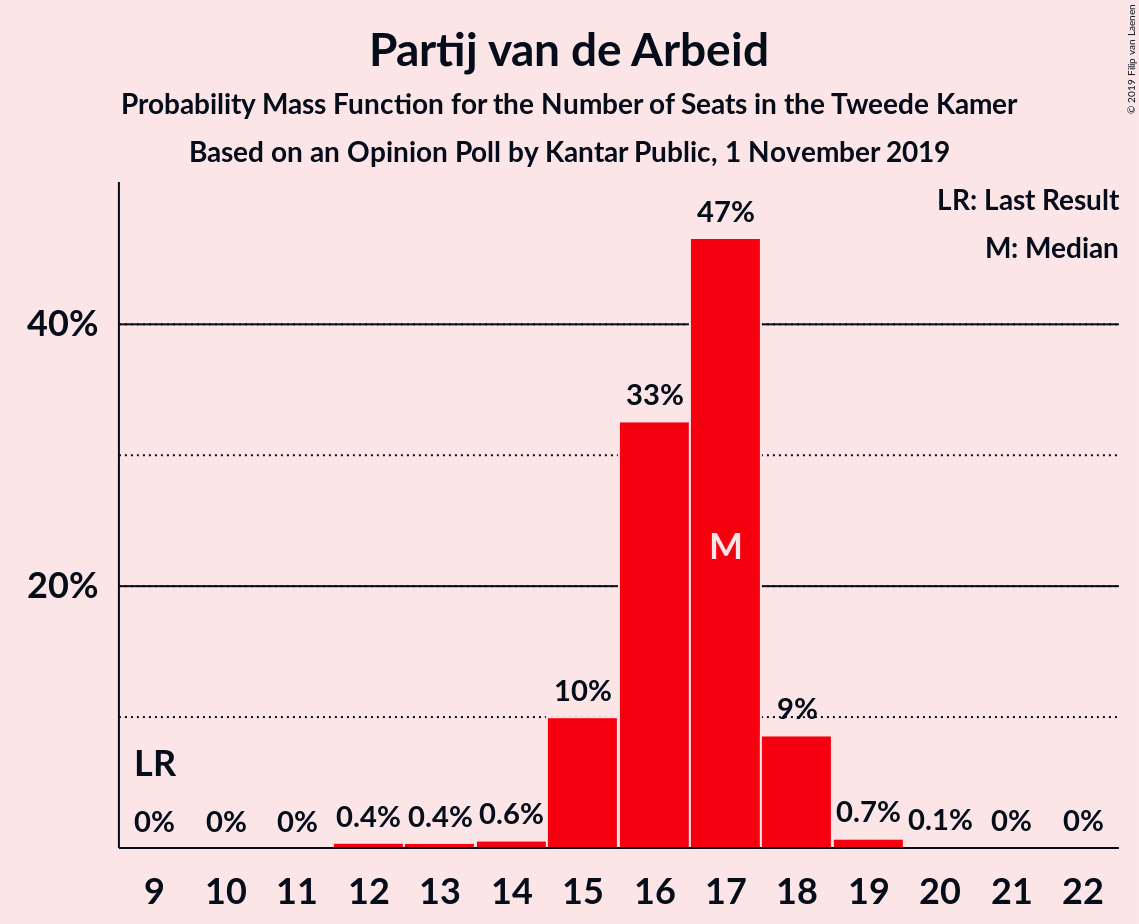 Partij van de Arbeid
Probability Mass Function for the Number of Seats in the Tweede Kamer
Based on an Opinion Poll by Kantar Public, 1 November 2019
© 2019 Filip van Laenen
LR: Last Result
M: Median
47%
40%
33%
M
20%
10%
9%
LR
0% 0% 0% 0.4% 0.4% 0.6% 0.7% 0.1% 0% 0%
9 10 11 12 13 14 15 16 17 18 19 20 21 22